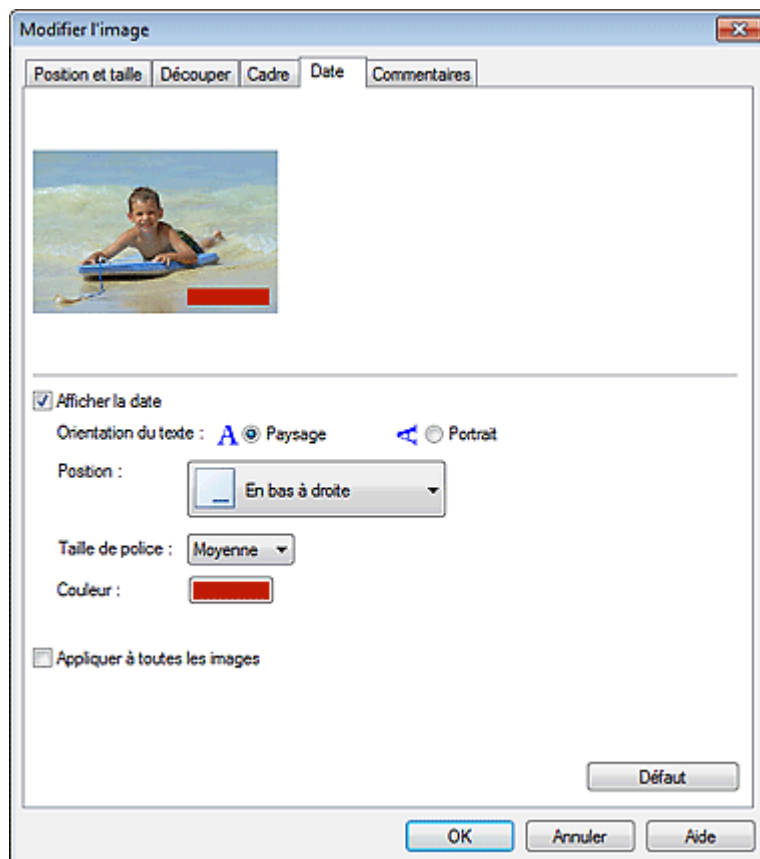 Modifier l'image
Position et taille Découper Cadre Date Commentaires
Afficher la date
Orientation du texte : A Paysage A Portrait
Position : En bas à droite
Taille de police : Moyenne
Couleur :
Appliquer à toutes les images
Défaut
OK Annuler Aide